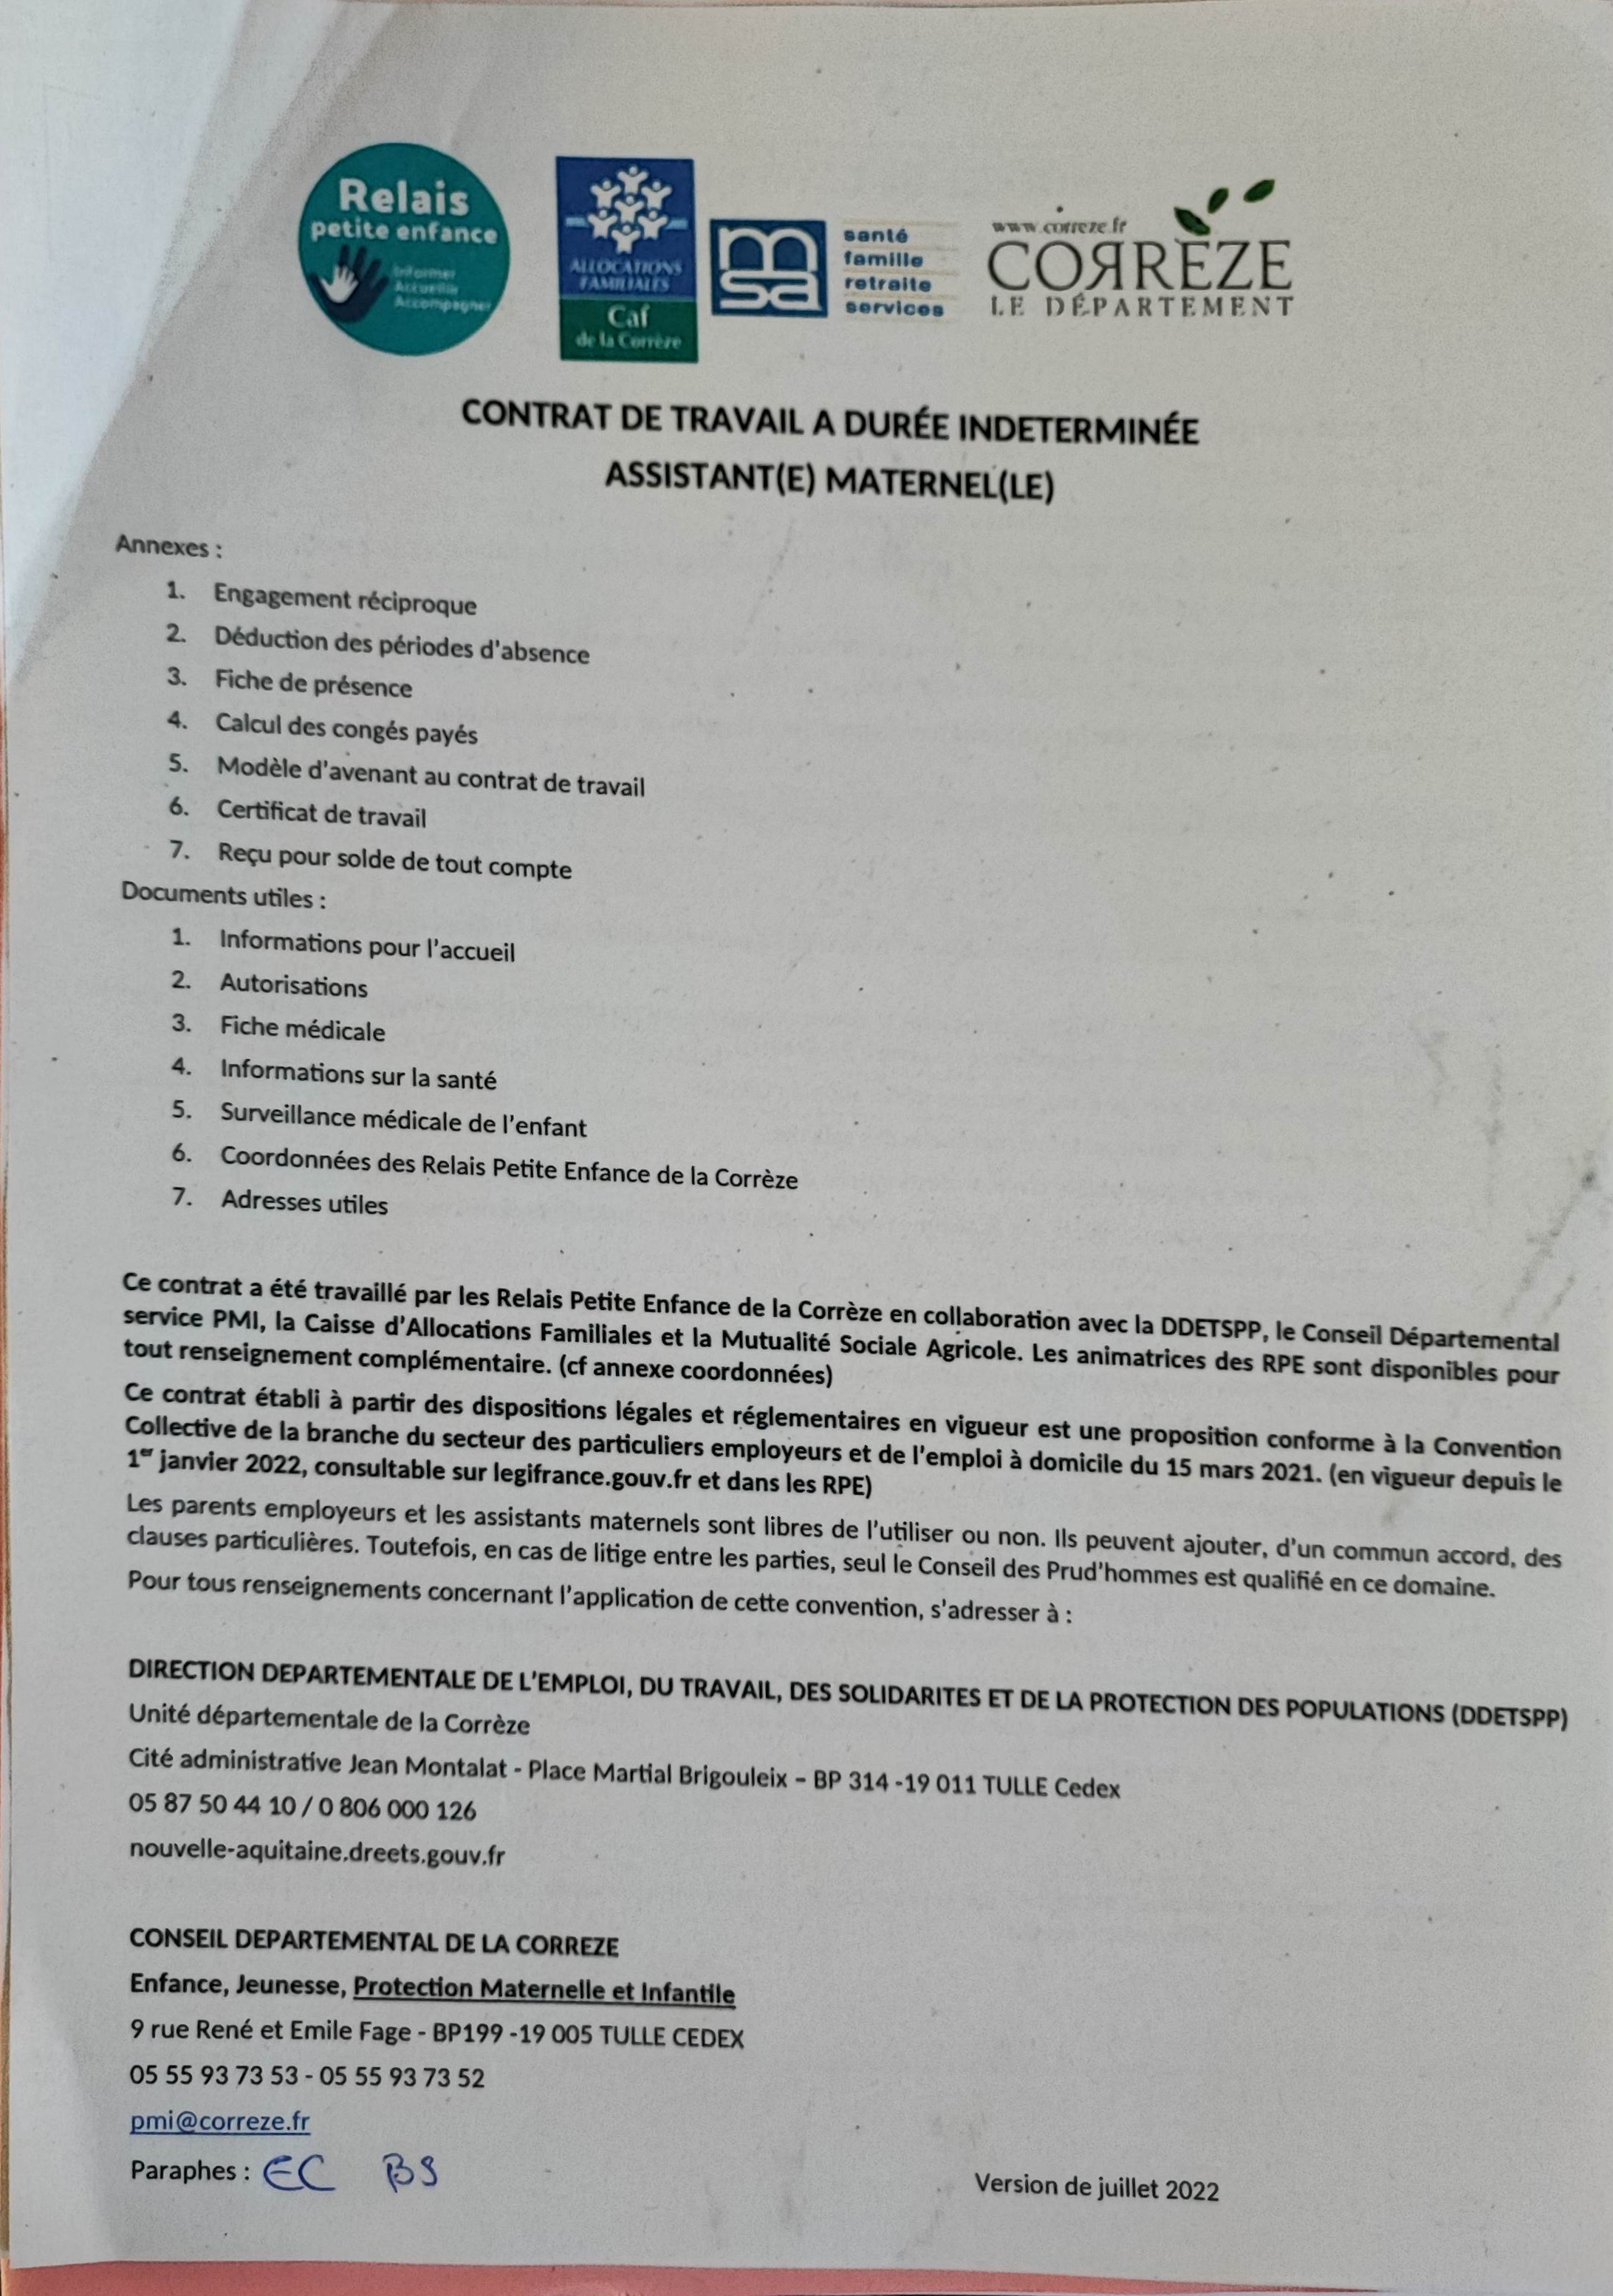 Relais
petite enfance
Informer
Accueillir
Accompagner
ALLOCATIONS
FAMILIALES
Caf
de la Corrèze
msa
santé
famille
retraite
services
www.correze.fr
CORRÈZE
LE DÉPARTEMENT
CONTRAT DE TRAVAIL A DURÉE INDETERMINÉE
ASSISTANT(E) MATERNEL(LE)
Annexes :
1. Engagement réciproque
2. Déduction des périodes d'absence
3. Fiche de présence
4. Calcul des congés payés
5. Modèle d'avenant au contrat de travail
6. Certificat de travail
7. Reçu pour solde de tout compte
Documents utiles :
1. Informations pour l'accueil
2. Autorisations
3. Fiche médicale
4. Informations sur la santé
5. Surveillance médicale de l'enfant
6. Coordonnées des Relais Petite Enfance de la Corrèze
7. Adresses utiles
Ce contrat a été travaillé par les Relais Petite Enfance de la Corrèze en collaboration avec la DDETSPP, le Conseil Départemental
service PMI, la Caisse d'Allocations Familiales et la Mutualité Sociale Agricole. Les animatrices des RPE sont disponibles pour
tout renseignement complémentaire. (cf annexe coordonnées)
Ce contrat établi à partir des dispositions légales et réglementaires en vigueur est une proposition conforme à la Convention
Collective de la branche du secteur des particuliers employeurs et de l'emploi à domicile du 15 mars 2021. (en vigueur depuis le
1er janvier 2022, consultable sur legifrance.gouv.fr et dans les RPE)
Les parents employeurs et les assistants maternels sont libres de l'utiliser ou non. Ils peuvent ajouter, d'un commun accord, des
clauses particulières. Toutefois, en cas de litige entre les parties, seul le Conseil des Prud'hommes est qualifié en ce domaine.
Pour tous renseignements concernant l'application de cette convention, s'adresser à :
DIRECTION DEPARTEMENTALE DE L'EMPLOI, DU TRAVAIL, DES SOLIDARITES ET DE LA PROTECTION DES POPULATIONS (DDETSPP)
Unité départementale de la Corrèze
Cité administrative Jean Montalat - Place Martial Brigouleix – BP 314 -19 011 TULLE Cedex
05 87 50 44 10 / 0 806 000 126
nouvelle-aquitaine.dreets.gouv.fr
CONSEIL DEPARTEMENTAL DE LA CORREZE
Enfance, Jeunesse, Protection Maternelle et Infantile
9 rue René et Emile Fage - BP199 -19 005 TULLE CEDEX
05 55 93 73 53 - 05 55 93 73 52
pmi@correze.fr
Paraphes : EC BS
Version de juillet 2022